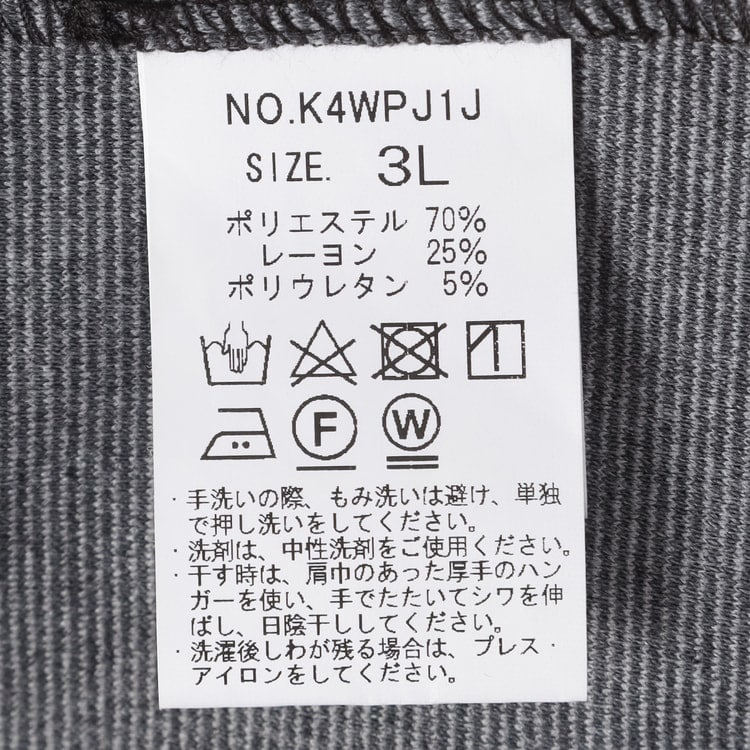 NO.K4WPJ1J
SIZE. 3L
ポリエステル 70%
レーヨン 25%
ポリウレタン 5%
F W
・手洗いの際、もみ洗いは避け、単独
で押し洗いをしてください。
・洗剤は、中性洗剤をご使用ください。
・干す時は、肩巾のあった厚手のハン
ガーを使い、手でたたいてシワを伸
ばし、日陰干ししてください。
・洗濯後しわが残る場合は、プレス・
アイロンをしてください。